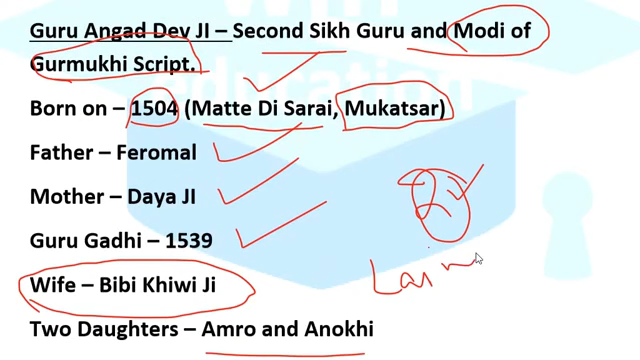 Guru Angad Dev JI – Second Sikh Guru and Modi of
Gurmukhi Script.
Born on – 1504 (Matte Di Sarai, Mukatsar)
Father – Feromal
Mother – Daya JI
Guru Gadhi – 1539
Wife – Bibi Khiwi Ji
Two Daughters – Amro and Anokhi
education